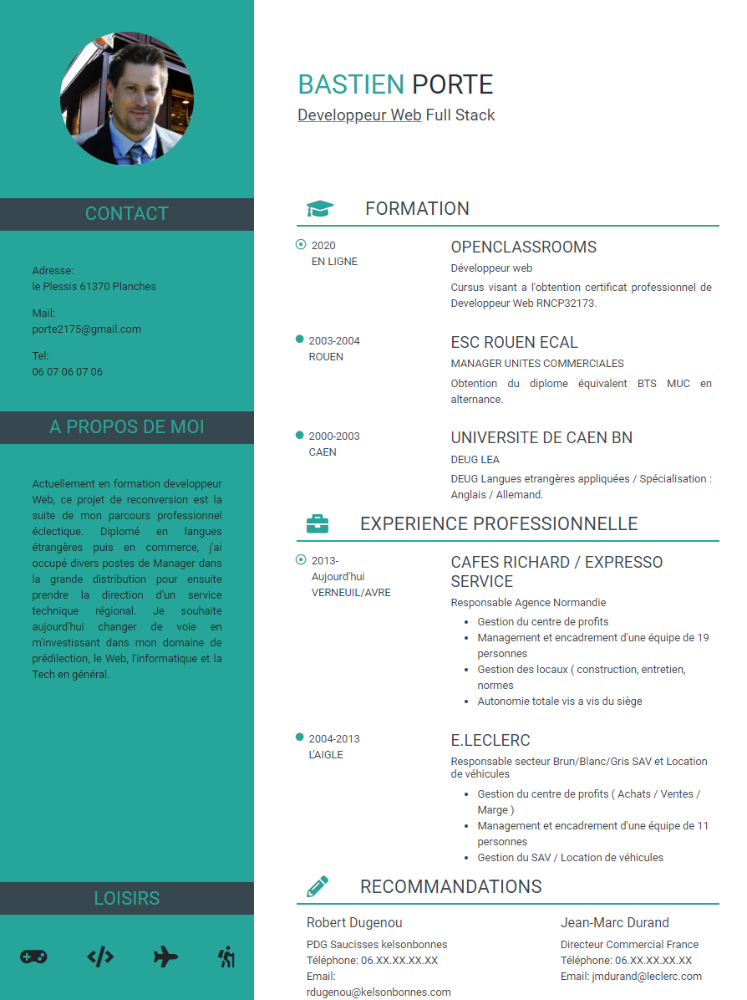 BASTIEN PORTE
Developpeur Web Full Stack
CONTACT
Adresse:
le Plessis 61370 Planches
Mail:
porte2175@gmail.com
Tel:
06 07 06 07 06
A PROPOS DE MOI
Actuellement en formation developpeur
Web, ce projet de reconversion est la
suite de mon parcours professionnel
éclectique. Diplomé en langues
étrangères puis en commerce, j'ai
occupé divers postes de Manager dans
la grande distribution pour ensuite
prendre la direction d'un service
technique régional. Je souhaite
aujourd'hui changer de voie en
m'investissant dans mon domaine de
prédilection, le Web, l'informatique et la
Tech en général.
LOISIRS
FORMATION
2020
EN LIGNE
OPENCLASSROOMS
Développeur web
Cursus visant a l'obtention certificat professionnel de
Developpeur Web RNCP32173.
2003-2004
ROUEN
ESC ROUEN ECAL
MANAGER UNITES COMMERCIALES
Obtention du diplome équivalent BTS MUC en
alternance.
2000-2003
CAEN
UNIVERSITE DE CAEN BN
DEUG LEA
DEUG Langues etrangères appliquées / Spécialisation :
Anglais / Allemand.
EXPERIENCE PROFESSIONNELLE
2013-
Aujourd'hui
VERNEUIL/AVRE
CAFES RICHARD / EXPRESSO
SERVICE
Responsable Agence Normandie
• Gestion du centre de profits
• Management et encadrement d'une équipe de 19
personnes
• Gestion des locaux ( construction, entretien,
normes
• Autonomie totale vis a vis du siège
2004-2013
L'AIGLE
E.LECLERC
Responsable secteur Brun/Blanc/Gris SAV et Location
de véhicules
• Gestion du centre de profits ( Achats / Ventes /
Marge )
• Management et encadrement d'une équipe de 11
personnes
• Gestion du SAV / Location de véhicules
RECOMMANDATIONS
Robert Dugenou
PDG Saucisses kelsonbonnes
Téléphone: 06.XX.XX.XX.XX
Email:
rdugenou@kelsonbonnes.com
Jean-Marc Durand
Directeur Commercial France
Téléphone: 06.XX.XX.XX.XX
Email: jmdurand@leclerc.com